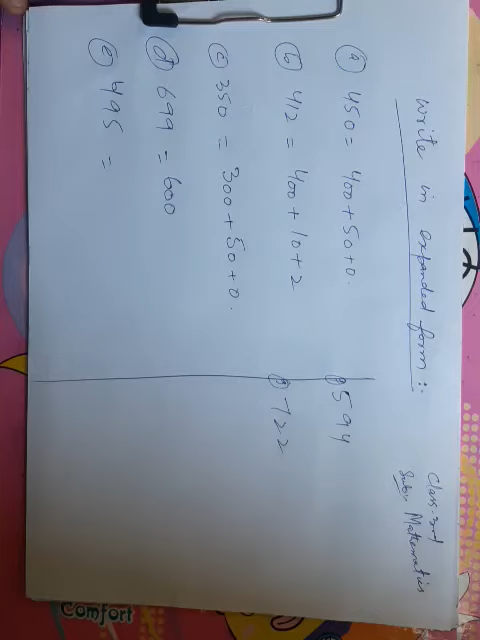 Class-2nd
Sub:- Mathematics
Write in expanded form:-
(a) 450 = 400+50+0.
(b) 412 = 400+10+2
(c) 350 = 300+50+0.
(d) 699 = 600
(e) 495 =
594
722
Comfort